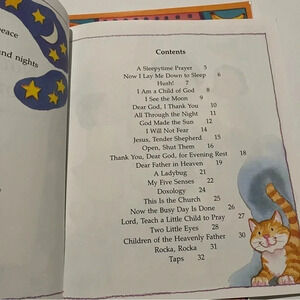 peace
nd nights
Contents
A Sleepytime Prayer 5
Now I Lay Me Down to Sleep 6
Hush! 7
I Am a Child of God 8
I See the Moon 9
Dear God, I Thank You 10
All Through the Night 11
God Made the Sun 12
I Will Not Fear 14
Jesus, Tender Shepherd 15
Open, Shut Them 16
Thank You, Dear God, for Evening Rest 18
Dear Father in Heaven 19
A Ladybug 21
My Five Senses 22
Doxology 24
This Is the Church 25
Now the Busy Day Is Done 26
Lord, Teach a Little Child to Pray 27
Two Little Eyes 28
Children of the Heavenly Father 30
Rocka, Rocka 31
Taps 32